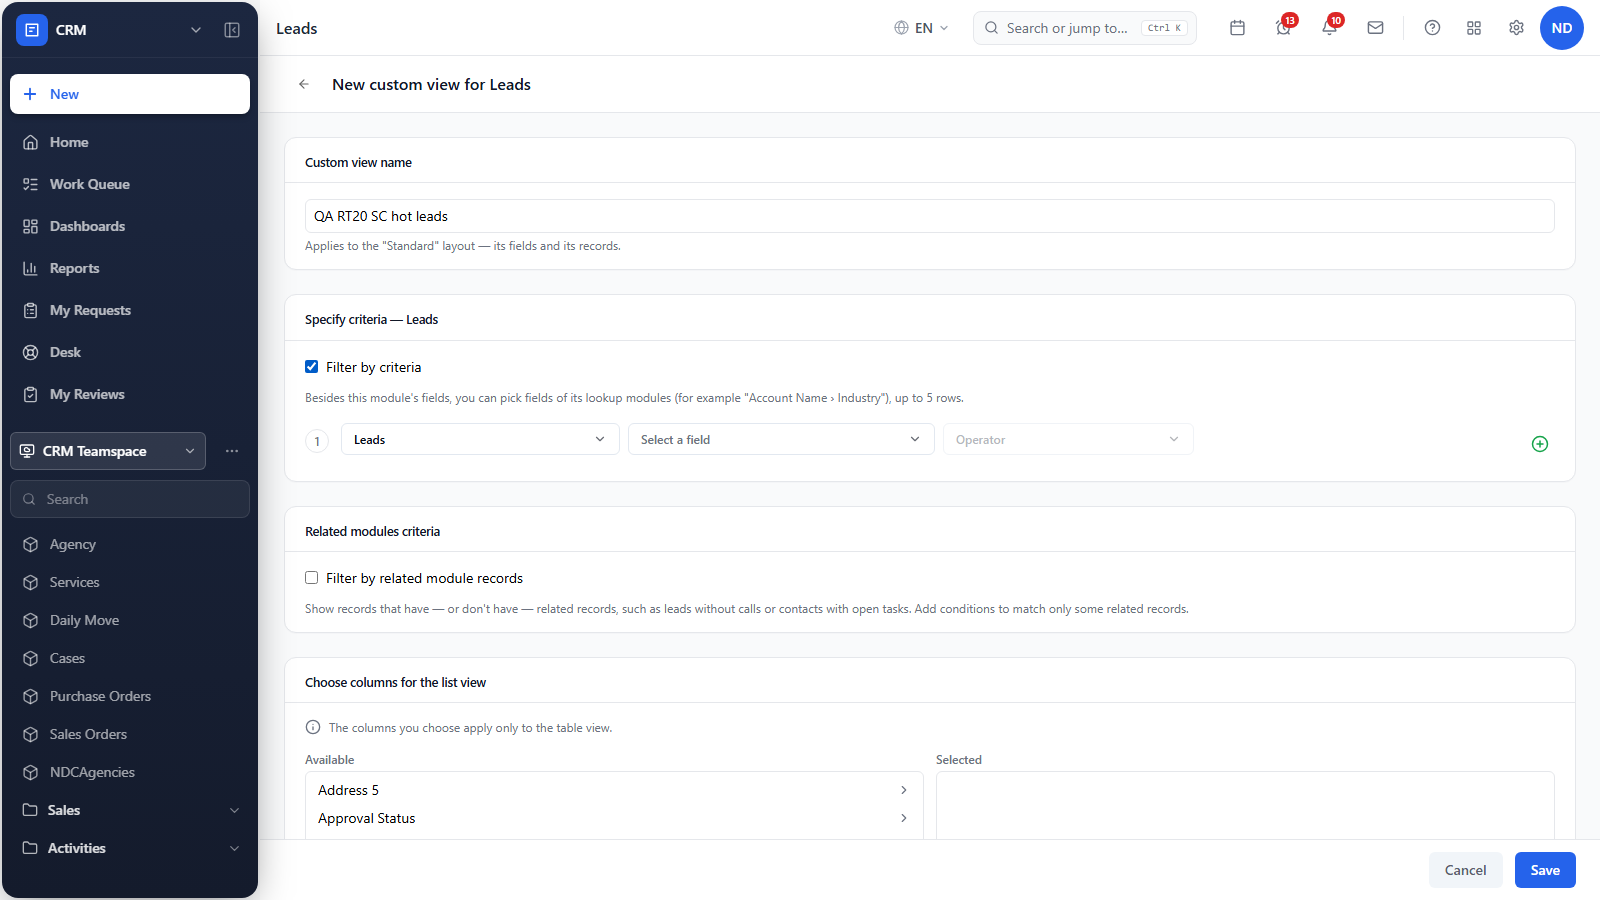 CRM
New
Home
Work Queue
Dashboards
Reports
My Requests
Desk
My Reviews
CRM Teamspace
Search
Agency
Services
Daily Move
Cases
Purchase Orders
Sales Orders
NDCAgencies
Sales
Activities
Leads
EN
Search or jump to...
Ctrl K
13
10
ND
New custom view for Leads
Custom view name
QA RT20 SC hot leads
Applies to the "Standard" layout — its fields and its records.
Specify criteria — Leads
Filter by criteria
Besides this module's fields, you can pick fields of its lookup modules (for example "Account Name › Industry"), up to 5 rows.
1
Leads
Select a field
Operator
Related modules criteria
Filter by related module records
Show records that have — or don't have — related records, such as leads without calls or contacts with open tasks. Add conditions to match only some related records.
Choose columns for the list view
The columns you choose apply only to the table view.
Available
Selected
Address 5
Approval Status
Cancel
Save